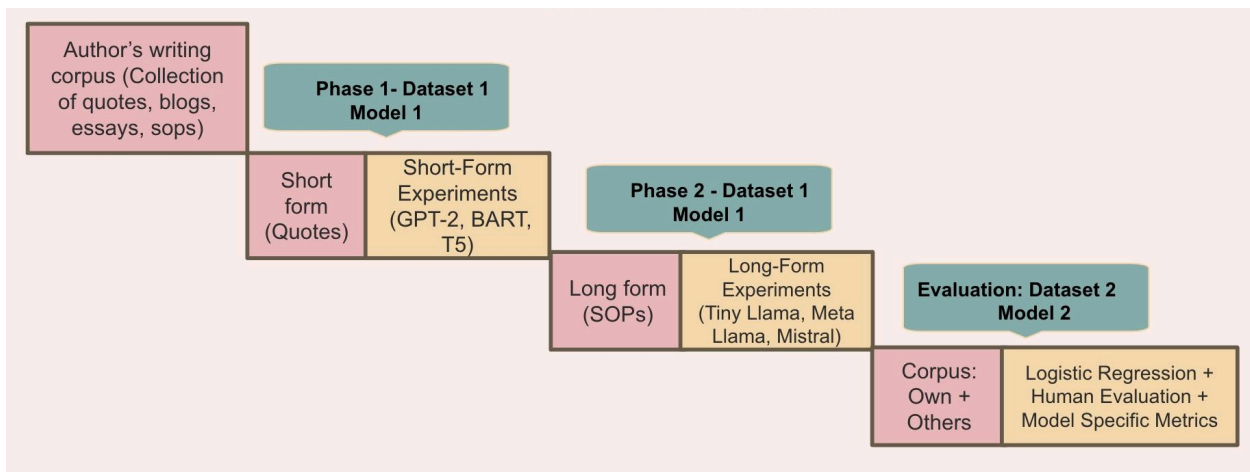 Author’s writing
corpus (Collection
of quotes, blogs,
essays, sops)
Phase 1- Dataset 1
Model 1
Short
form
(Quotes)
Short-Form
Experiments
(GPT-2, BART,
T5)
Phase 2 - Dataset 1
Model 1
Long form
(SOPs)
Long-Form
Experiments
(Tiny Llama, Meta
Llama, Mistral)
Evaluation: Dataset 2
Model 2
Corpus:
Own +
Others
Logistic Regression +
Human Evaluation +
Model Specific Metrics